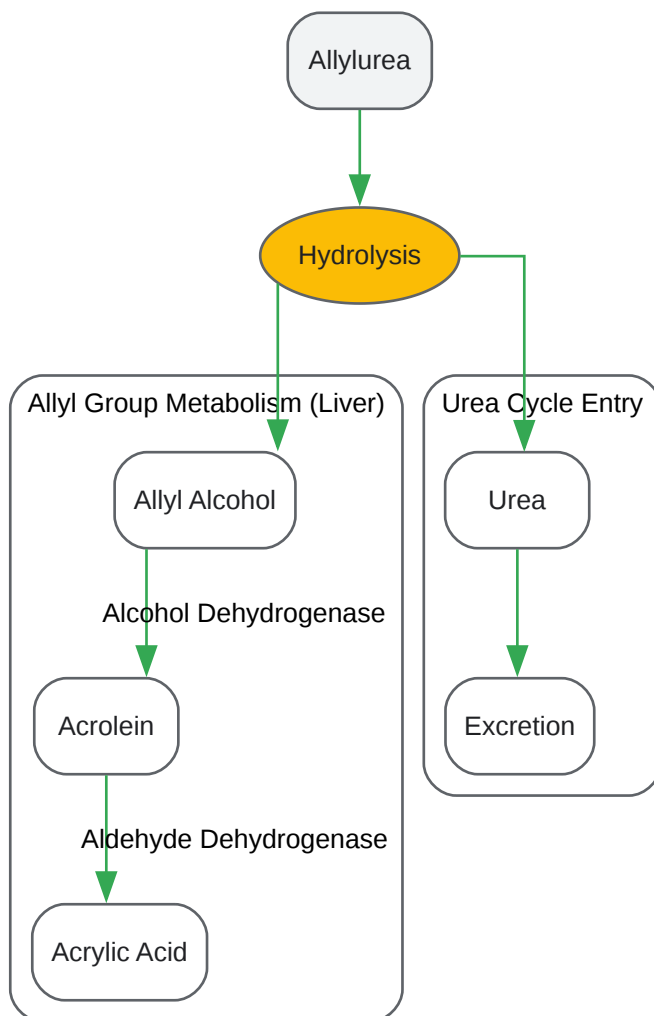 Allylurea
Hydrolysis
Allyl Group Metabolism (Liver)
Allyl Alcohol
Alcohol Dehydrogenase
Acrolein
Aldehyde Dehydrogenase
Acrylic Acid
Urea Cycle Entry
Urea
Excretion